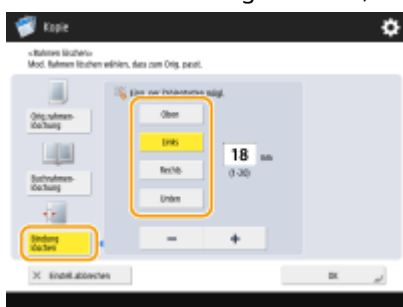 Kopie
<Rahmen löschen>
Mod. Rahmen löschen wählen, dass zum Orig. passt.
Orig.rahmen-
löschung
Buchrahmen-
löschung
Bindung
löschen
Oben
Links
Rechts
Unten
18 mm
(1-30)
- +
Einstell. abbrechen
OK